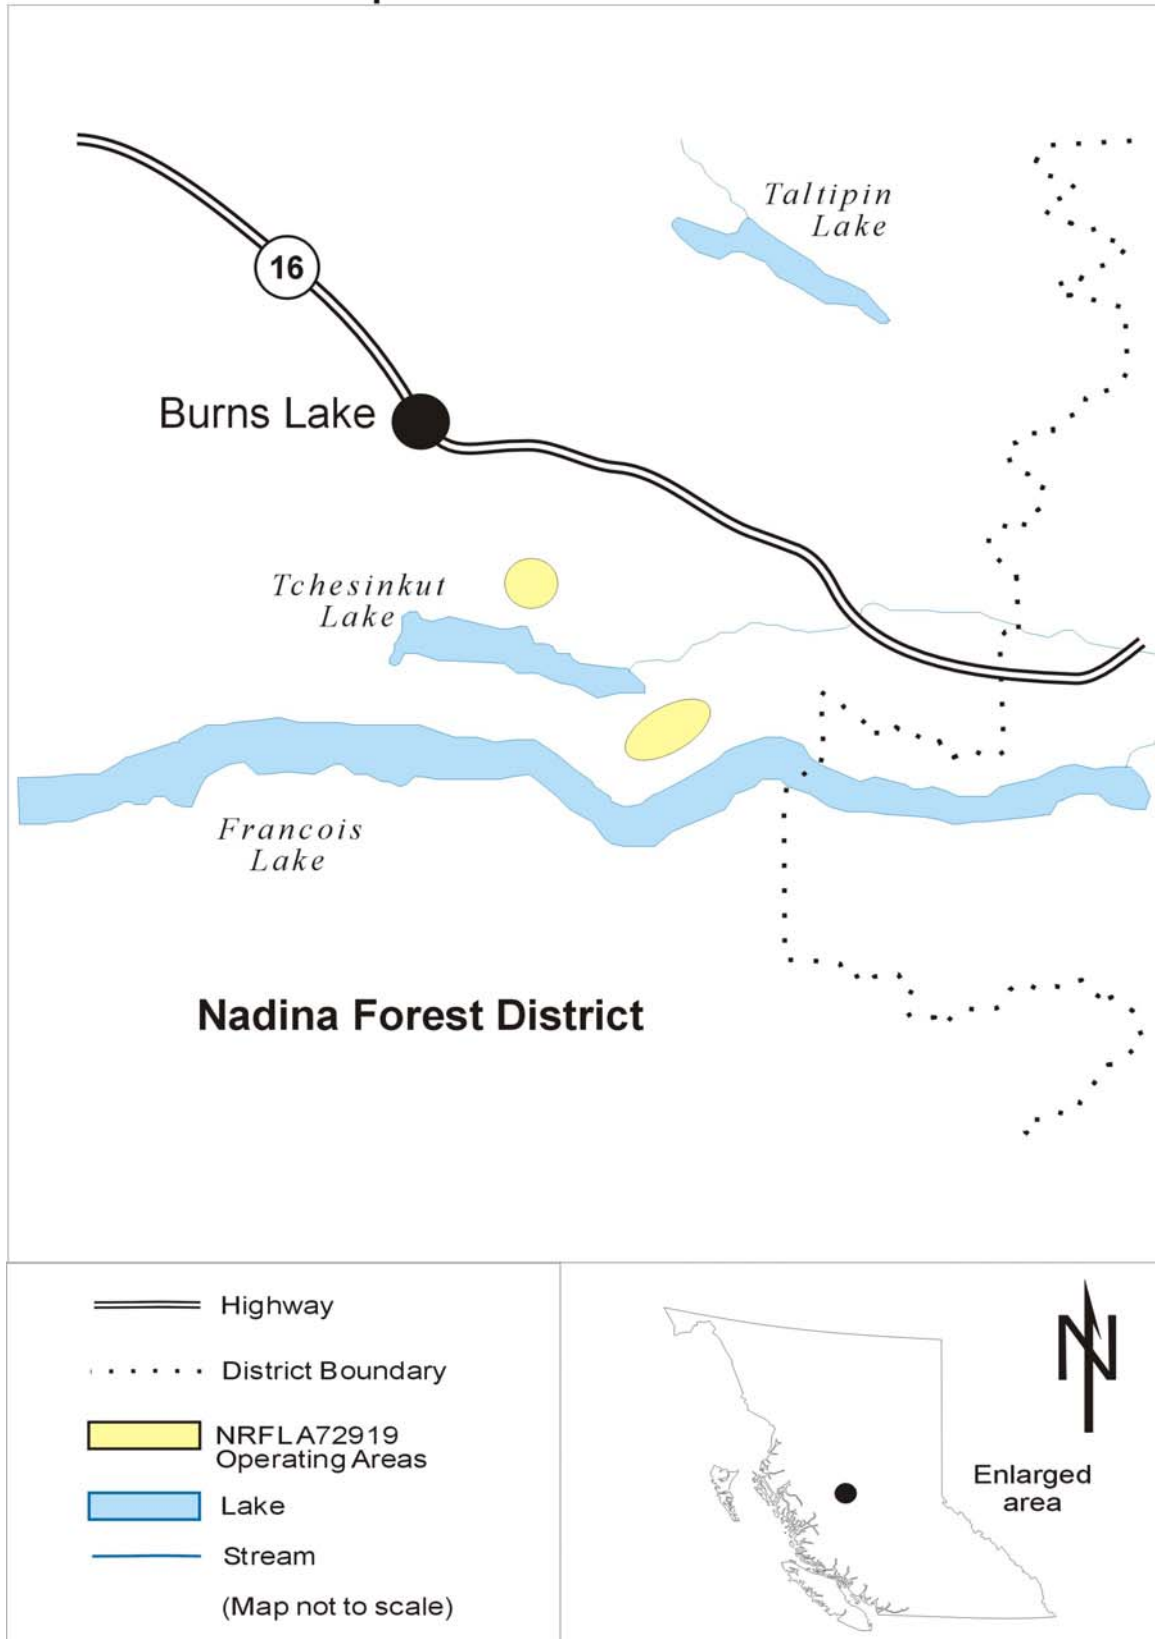 Taltipin
Lake
16
Burns Lake
Tchesinkut
Lake
Francois
Lake
Nadina Forest District
Highway
District Boundary
NRFLA72919
Operating Areas
Lake
Stream
(Map not to scale)
N
Enlarged
area